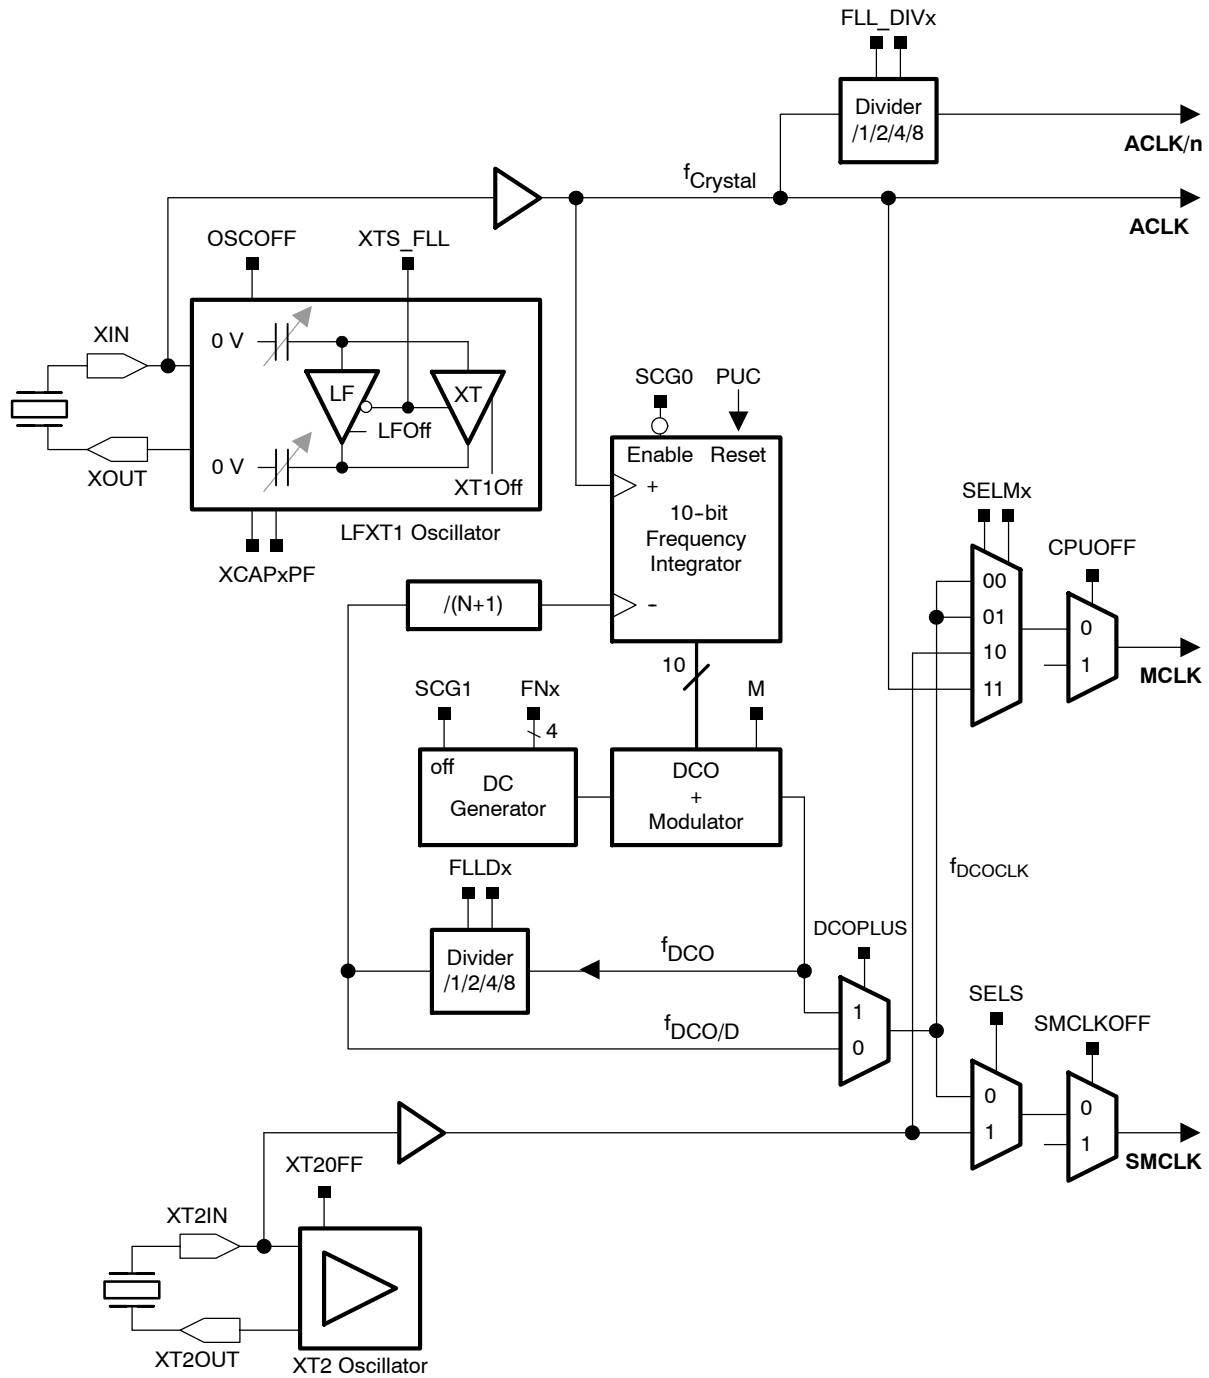 FLL_DIVx
Divider
/1/2/4/8
ACLK/n
fCrystal
ACLK
OSCOFF
XTS_FLL
XIN
0 V
LF
XT
LFOff
0 V
XT1Off
XOUT
LFXT1 Oscillator
XCAPxPF
SCG0
PUC
Enable
Reset
+
10-bit
Frequency
Integrator
-
/(N+1)
SELMx
CPUOFF
00
01
10
11
0
1
MCLK
10
SCG1
FNx
4
M
off
DC
Generator
DCO
+
Modulator
fDCOCLK
FLLDx
Divider
/1/2/4/8
fDCO
DCOPLUS
1
0
fDCO/D
SELS
SMCLKOFF
0
1
0
1
SMCLK
XT20FF
XT2IN
XT2OUT
XT2 Oscillator